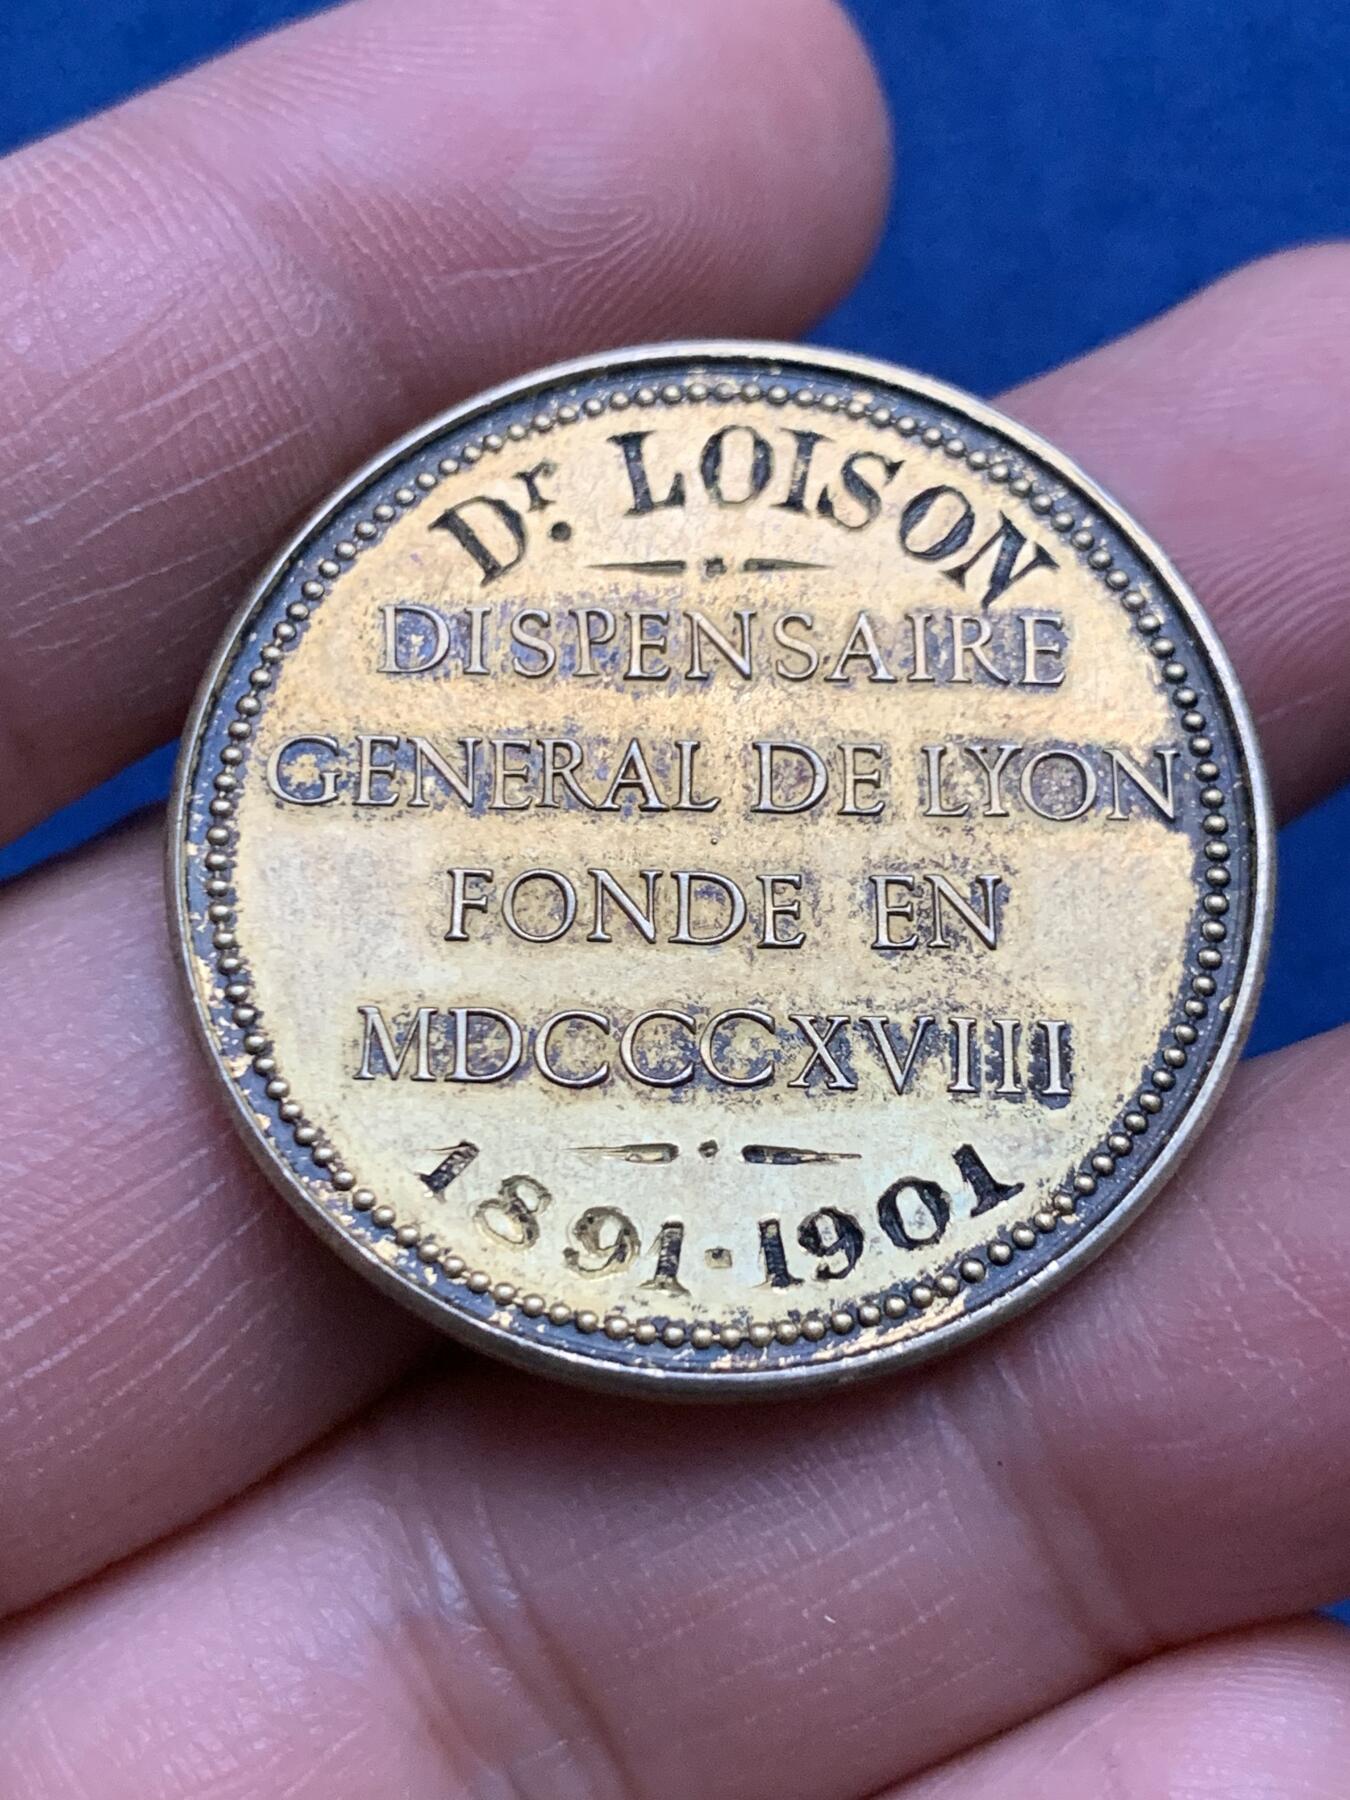 Dr. LOISON
DISPENSAIRE
GENERAL DE LYON
FONDE EN
MDCCCXVIII
1891·1901